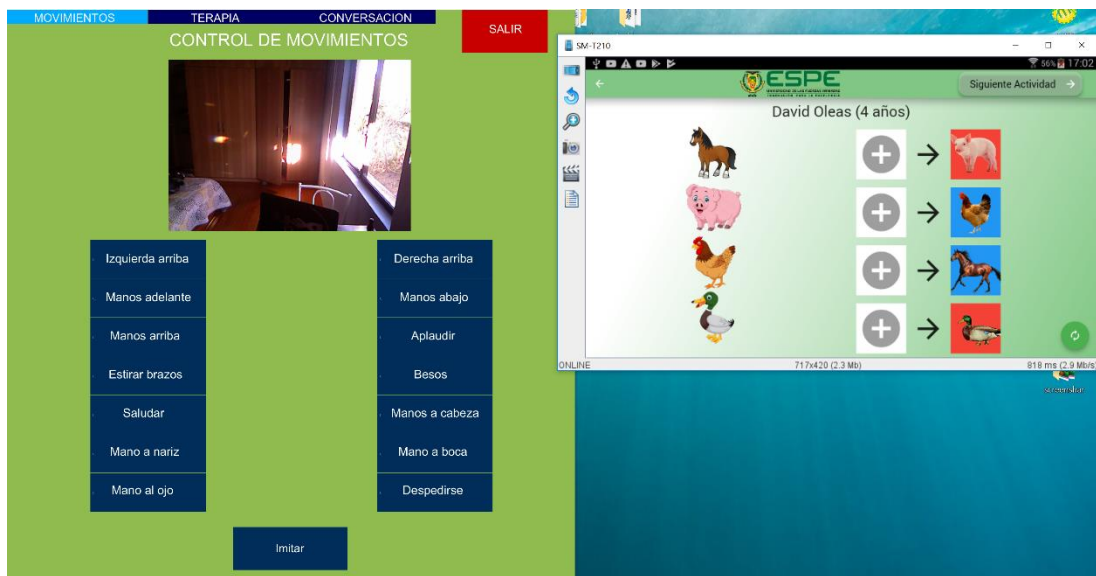 MOVIMIENTOS TERAPIA CONVERSACION
SALIR
CONTROL DE MOVIMIENTOS
Izquierda arriba
Derecha arriba
Manos adelante
Manos abajo
Manos arriba
Aplaudir
Estirar brazos
Besos
Saludar
Manos a cabeza
Mano a nariz
Mano a boca
Mano al ojo
Despedirse
Imitar
SM-T210
56% 17:02
ESPE
Siguiente Actividad
David Oleas (4 años)
ONLINE 717x420 (2.3 Mb) 818 ms (2.9 Mb/s)